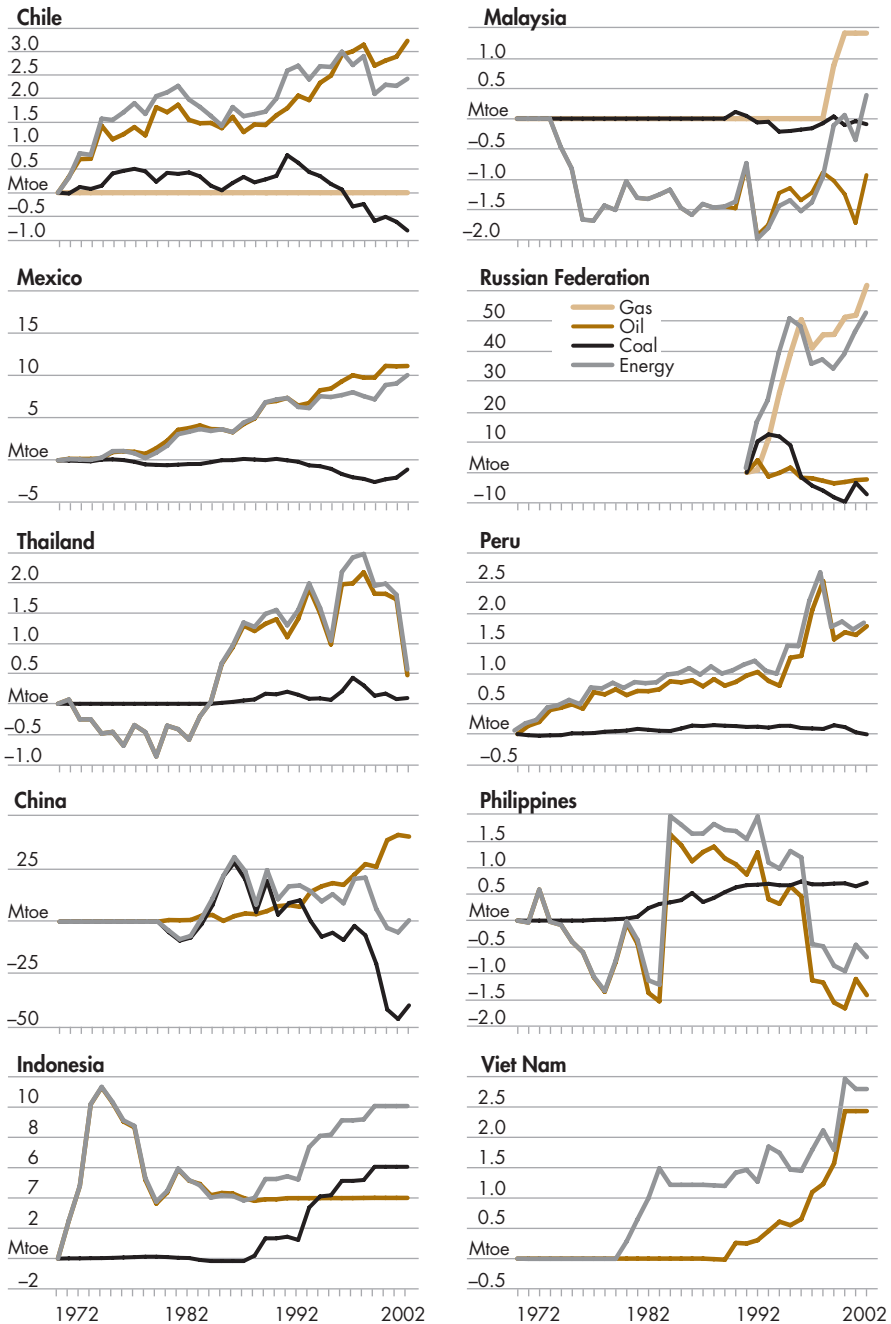 Chile
3.0
2.5
2.0
1.5
1.0
0.5
Mtoe
–0.5
–1.0
Malaysia
1.0
0.5
Mtoe
–0.5
–1.0
–1.5
–2.0
Mexico
15
10
5
Mtoe
–5
Russian Federation
50
40
30
20
10
Mtoe
–10
Gas
Oil
Coal
Energy
Thailand
2.0
1.5
1.0
0.5
Mtoe
–0.5
–1.0
Peru
2.5
2.0
1.5
1.0
0.5
Mtoe
–0.5
China
25
Mtoe
–25
–50
Philippines
1.5
1.0
0.5
Mtoe
–0.5
–1.0
–1.5
–2.0
Indonesia
10
8
6
7
2
Mtoe
–2
1972 1982 1992 2002
Viet Nam
2.5
2.0
1.5
1.0
0.5
Mtoe
–0.5
1972 1982 1992 2002